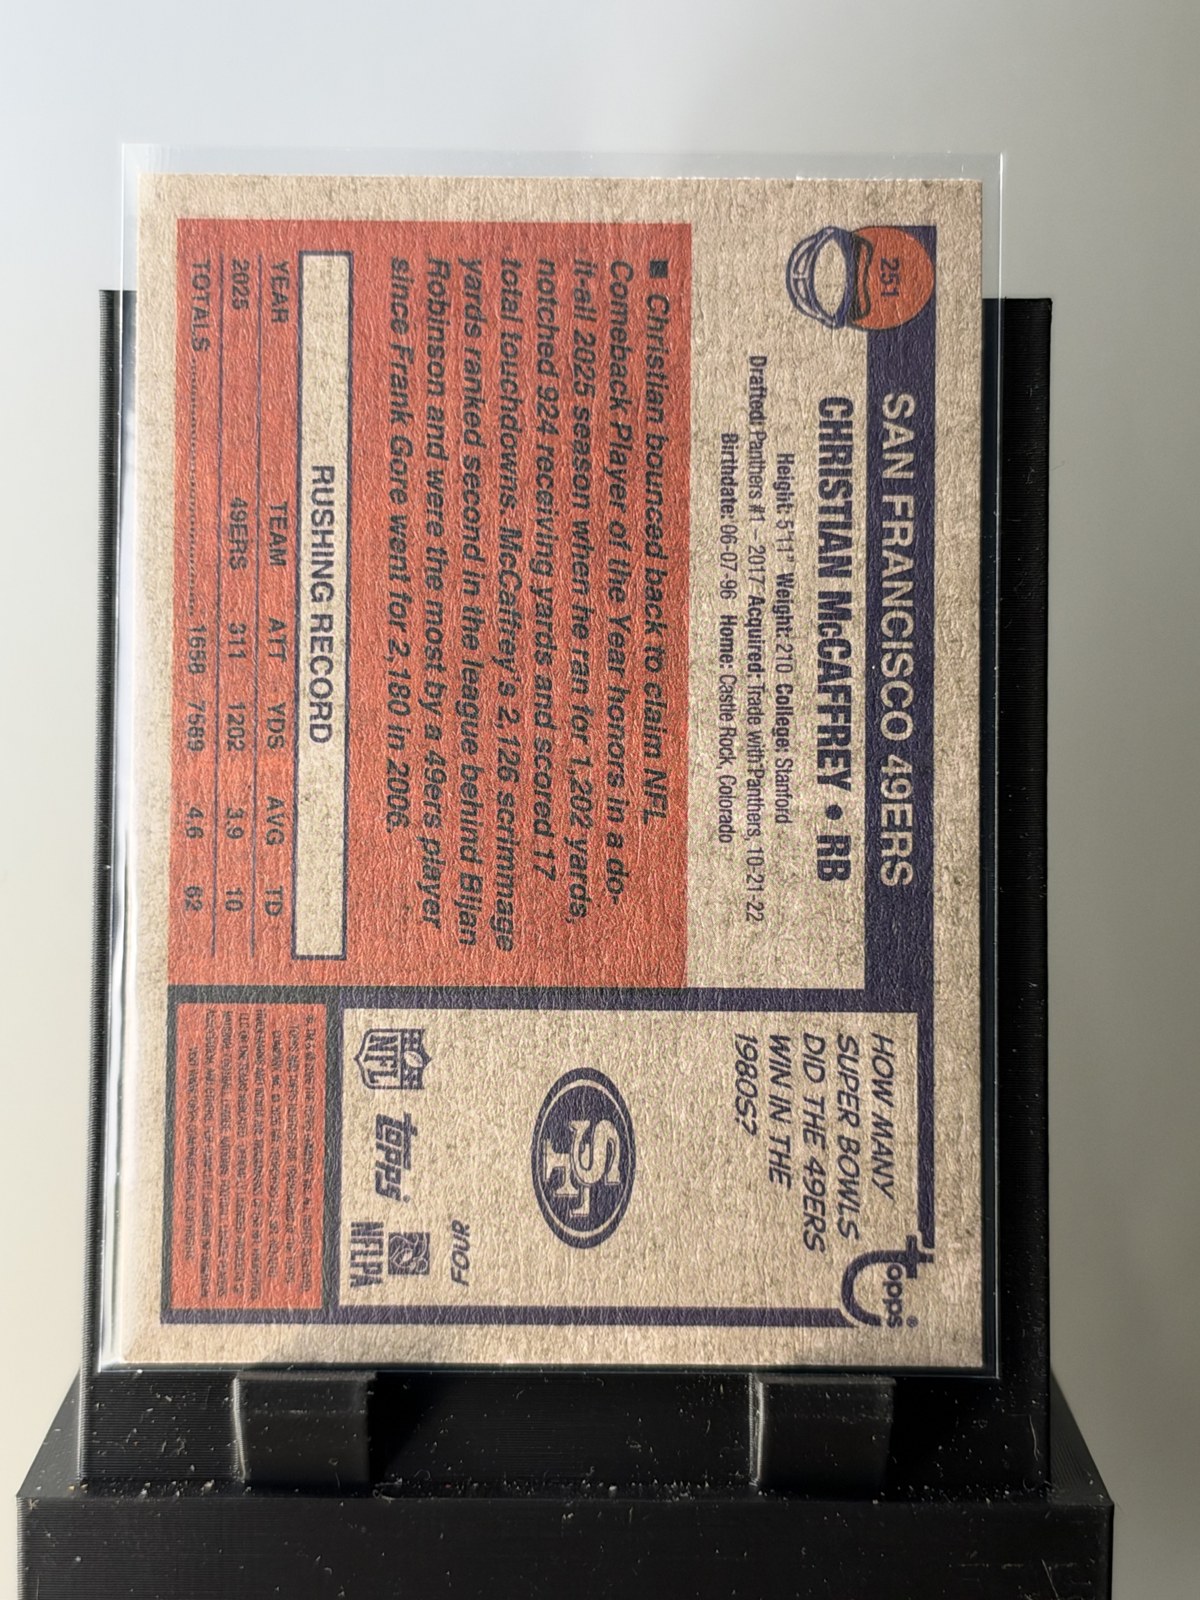 251
SAN FRANCISCO 49ERS
CHRISTIAN McCAFFREY • RB
Height: 5'11" Weight: 210 College: Stanford
Drafted: Panthers #1 – 2017 Acquired: Trade with Panthers, 10-21-22
Birthdate: 06-07-96 Home: Castle Rock, Colorado
■ Christian bounced back to claim NFL
Comeback Player of the Year honors in a do-
it-all 2025 season when he ran for 1,202 yards,
notched 924 receiving yards and scored 17
total touchdowns. McCaffrey's 2,126 scrimmage
yards ranked second in the league behind Bijan
Robinson and were the most by a 49ers player
since Frank Gore went for 2,180 in 2006.
RUSHING RECORD
YEAR TEAM ATT YDS AVG TD
2025 49ERS 311 1202 3.9 10
TOTALS 1658 7589 4.6 62
topps®
HOW MANY
SUPER BOWLS
DID THE 49ERS
WIN IN THE
1980S?
SF
FOUR
NFL topps® NFLPA